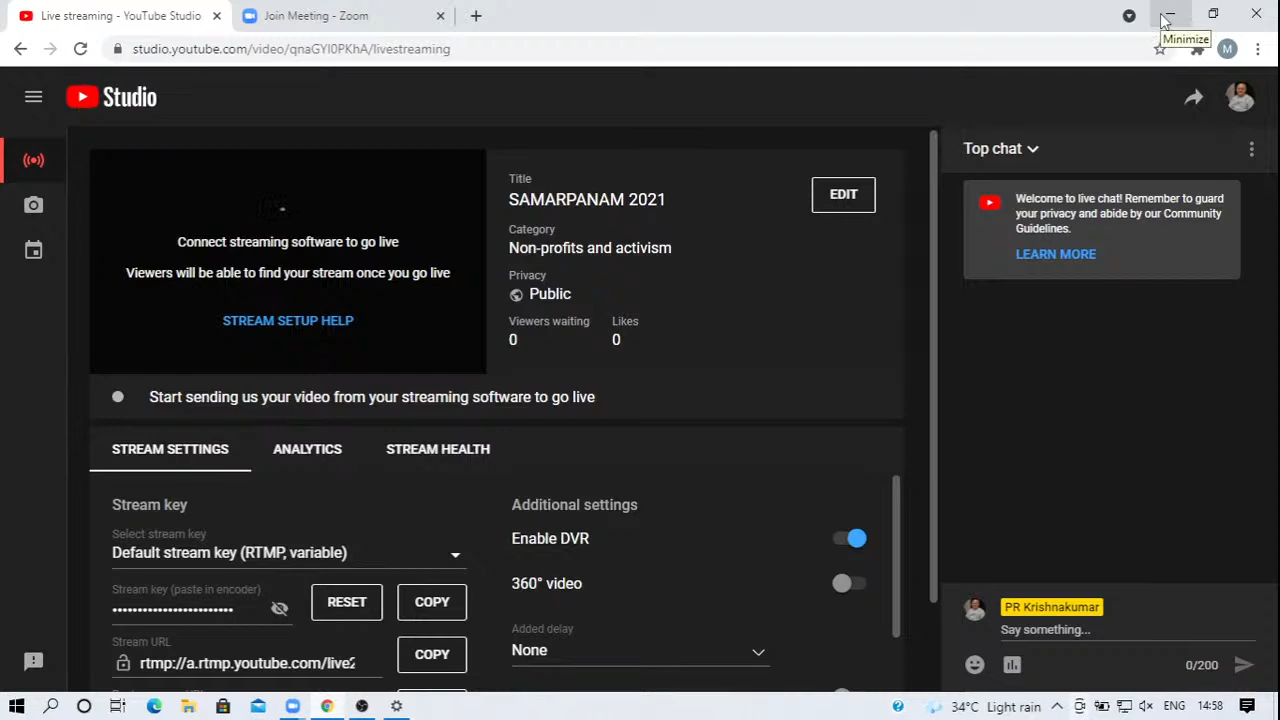 Live streaming - YouTube Studio
Join Meeting - Zoom
Minimize
studio.youtube.com/video/qnaGYl0PKhA/livestreaming
M
Studio
Connect streaming software to go live
Viewers will be able to find your stream once you go live
STREAM SETUP HELP
Title
SAMARPANAM 2021
EDIT
Category
Non-profits and activism
Privacy
Public
Viewers waiting Likes
0 0
Start sending us your video from your streaming software to go live
STREAM SETTINGS ANALYTICS STREAM HEALTH
Stream key
Select stream key
Default stream key (RTMP, variable)
Stream key (paste in encoder)
RESET COPY
Stream URL
rtmp://a.rtmp.youtube.com/live2
COPY
Additional settings
Enable DVR
360° video
Added delay
None
Top chat
Welcome to live chat! Remember to guard
your privacy and abide by our Community
Guidelines.
LEARN MORE
PR Krishnakumar
Say something...
0/200
34°C Light rain ENG 14:58